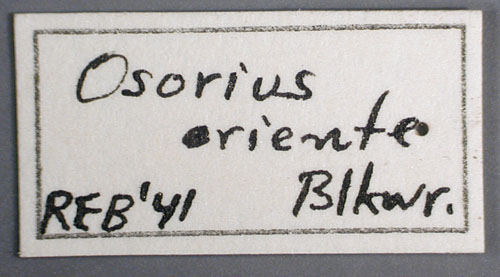 Osorius
oriente
REB'41 Blkwr.